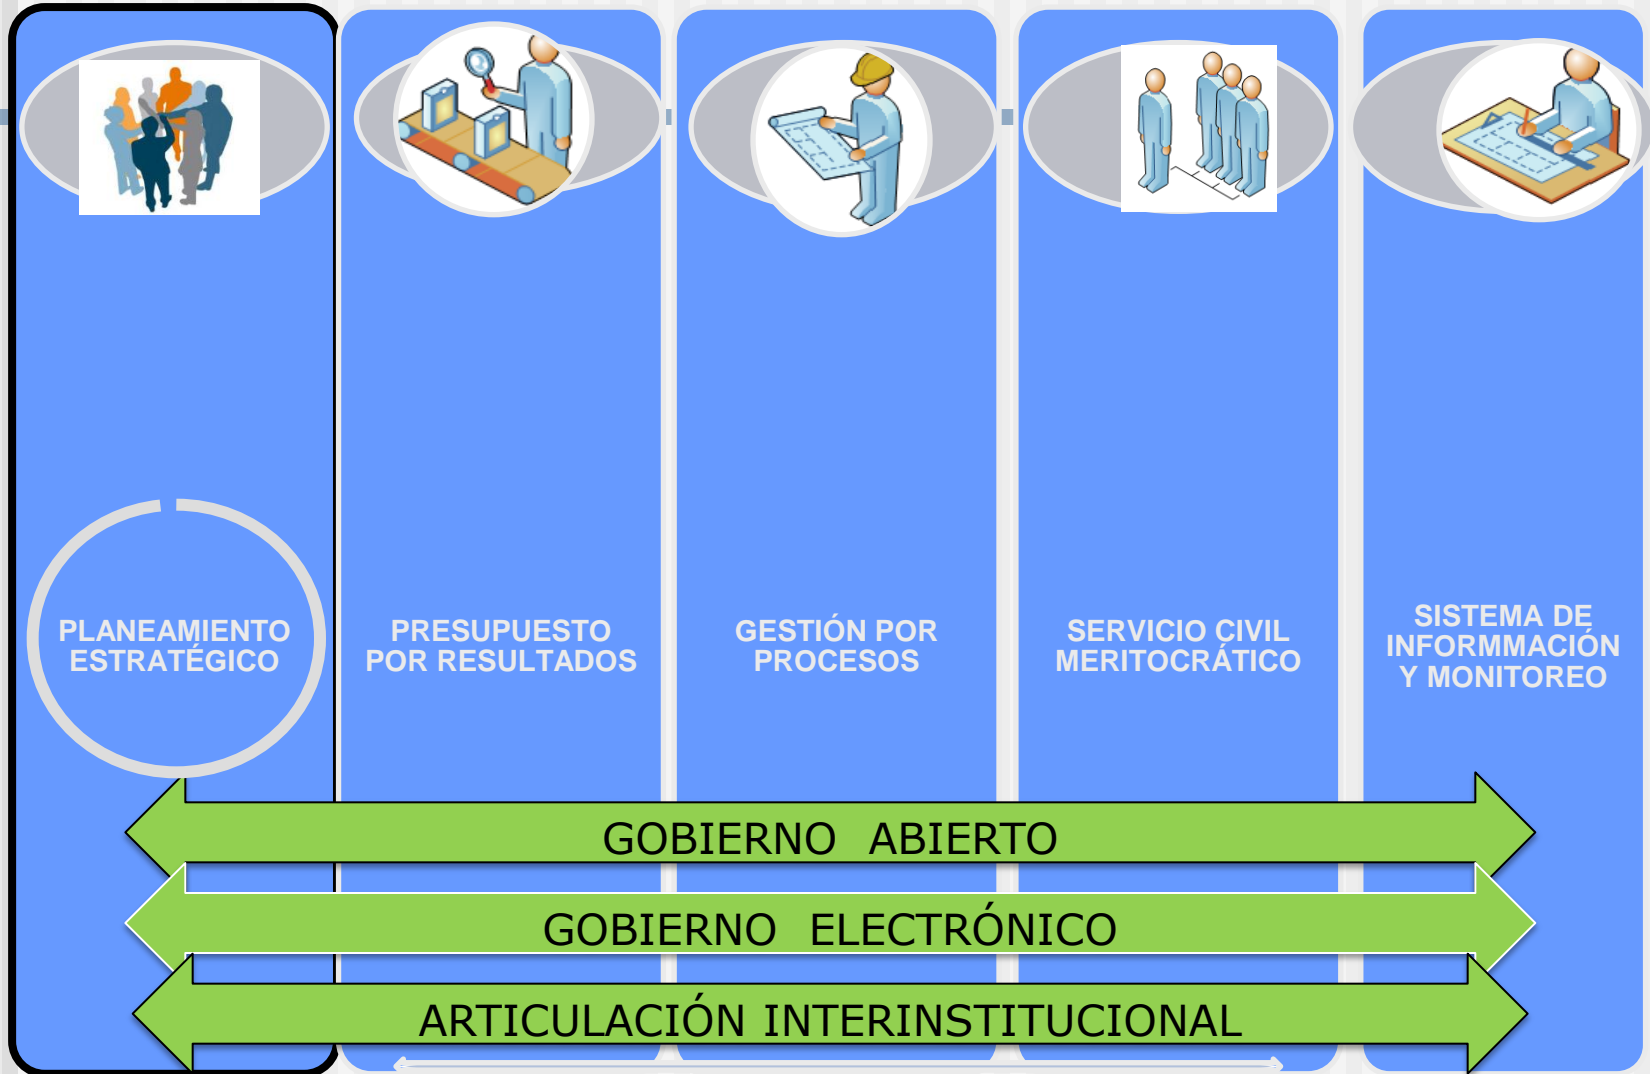 PLANEAMIENTO
ESTRATÉGICO
PRESUPUESTO
POR RESULTADOS
GESTIÓN POR
PROCESOS
SERVICIO CIVIL
MERITOCRÁTICO
SISTEMA DE
INFORMMACIÓN
Y MONITOREO
GOBIERNO ABIERTO
GOBIERNO ELECTRÓNICO
ARTICULACIÓN INTERINSTITUCIONAL